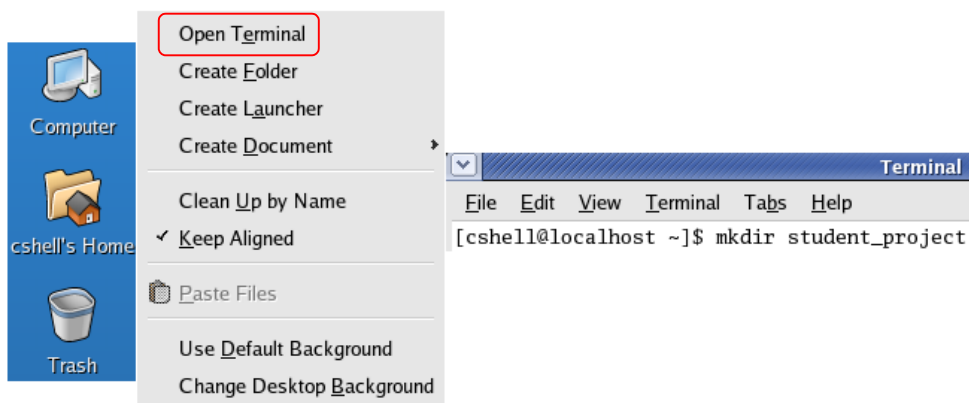 Computer
cshell's Home
Trash
Open Terminal
Create Folder
Create Launcher
Create Document
Clean Up by Name
Keep Aligned
Paste Files
Use Default Background
Change Desktop Background
Terminal
File Edit View Terminal Tabs Help
[cshell@localhost ~]$ mkdir student_project